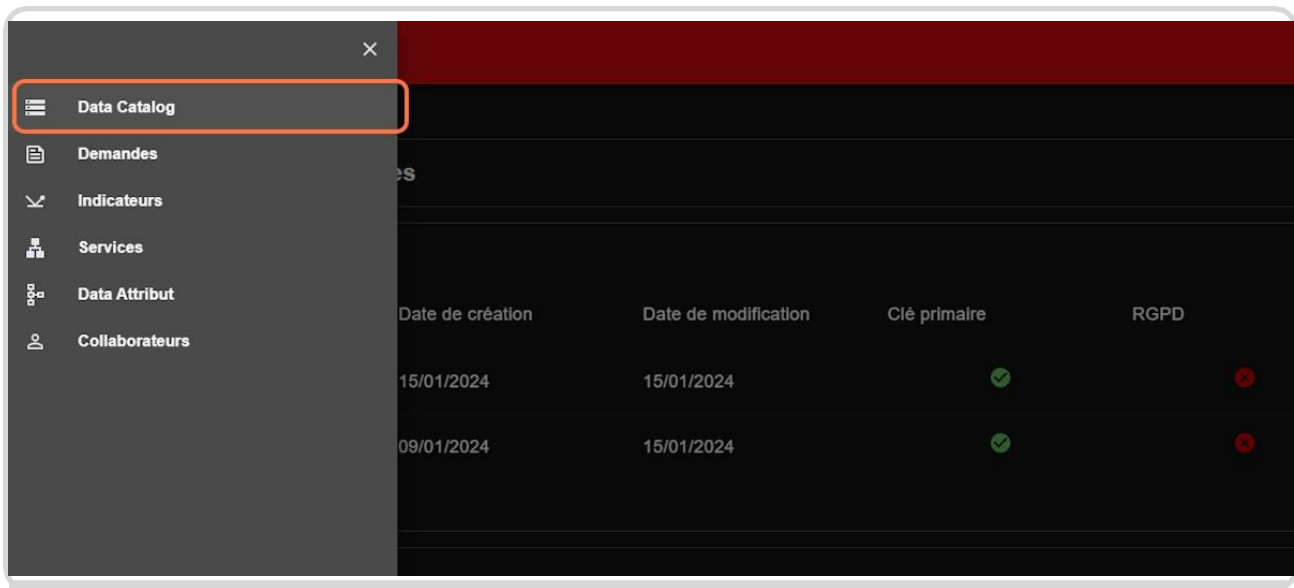 Data Catalog
Demandes
Indicateurs
Services
Data Attribut
Collaborateurs
es
Date de création Date de modification Clé primaire RGPD
15/01/2024 15/01/2024
09/01/2024 15/01/2024